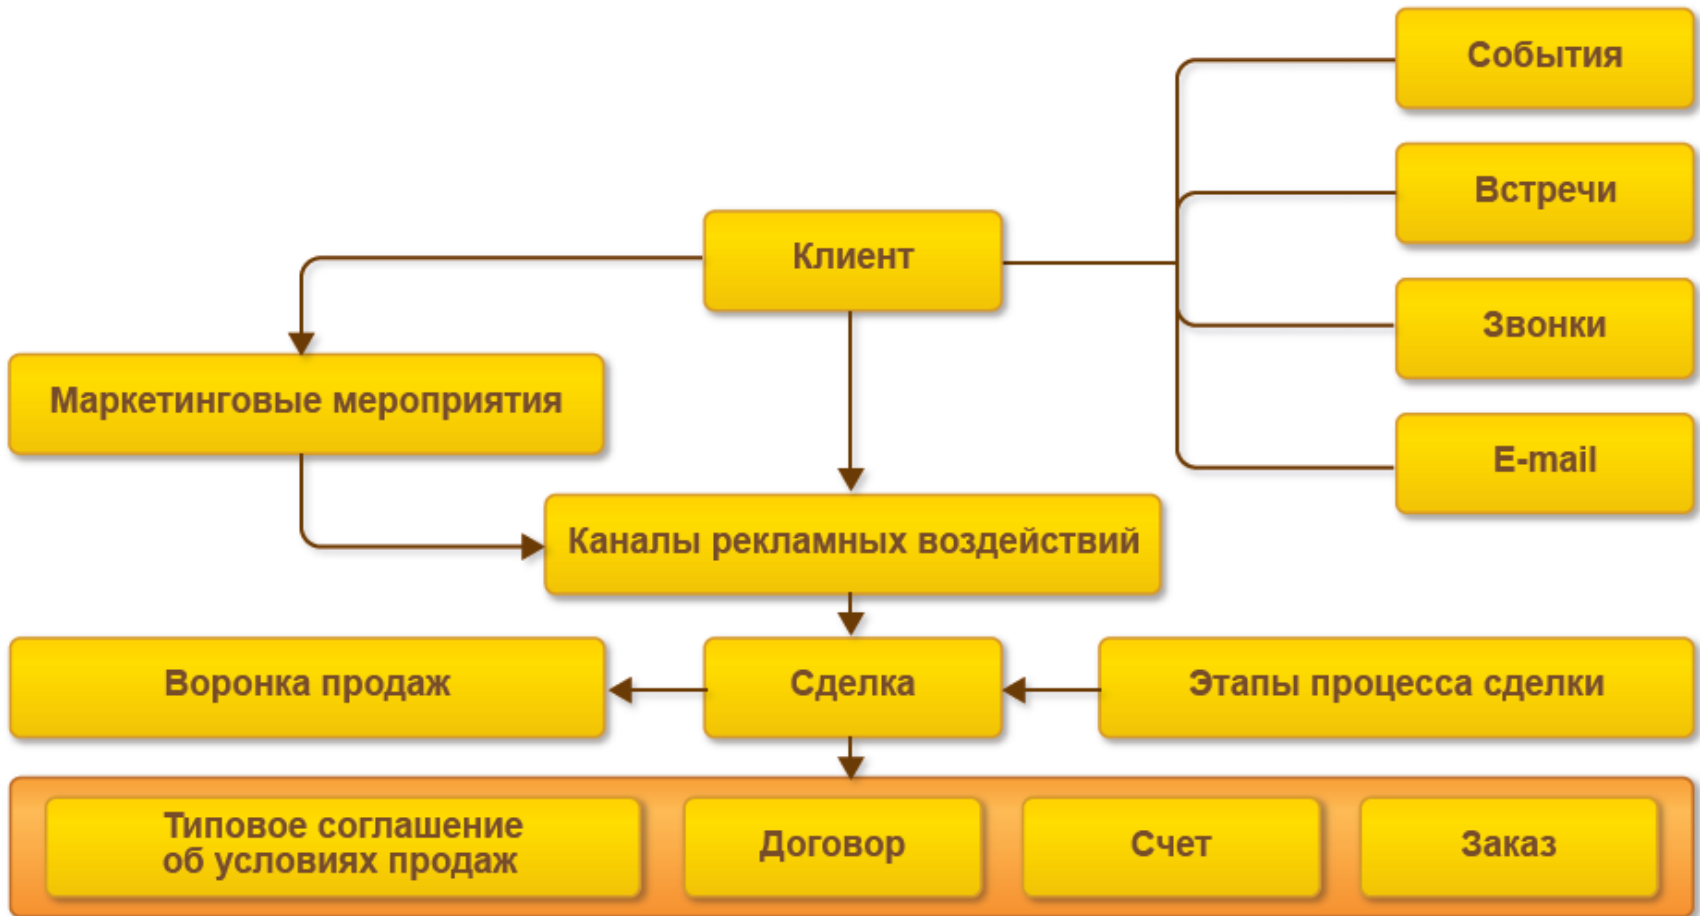 События
Встречи
Клиент
Звонки
Маркетинговые мероприятия
E-mail
Каналы рекламных воздействий
Воронка продаж
Сделка
Этапы процесса сделки
Типовое соглашение
об условиях продаж
Договор
Счет
Заказ